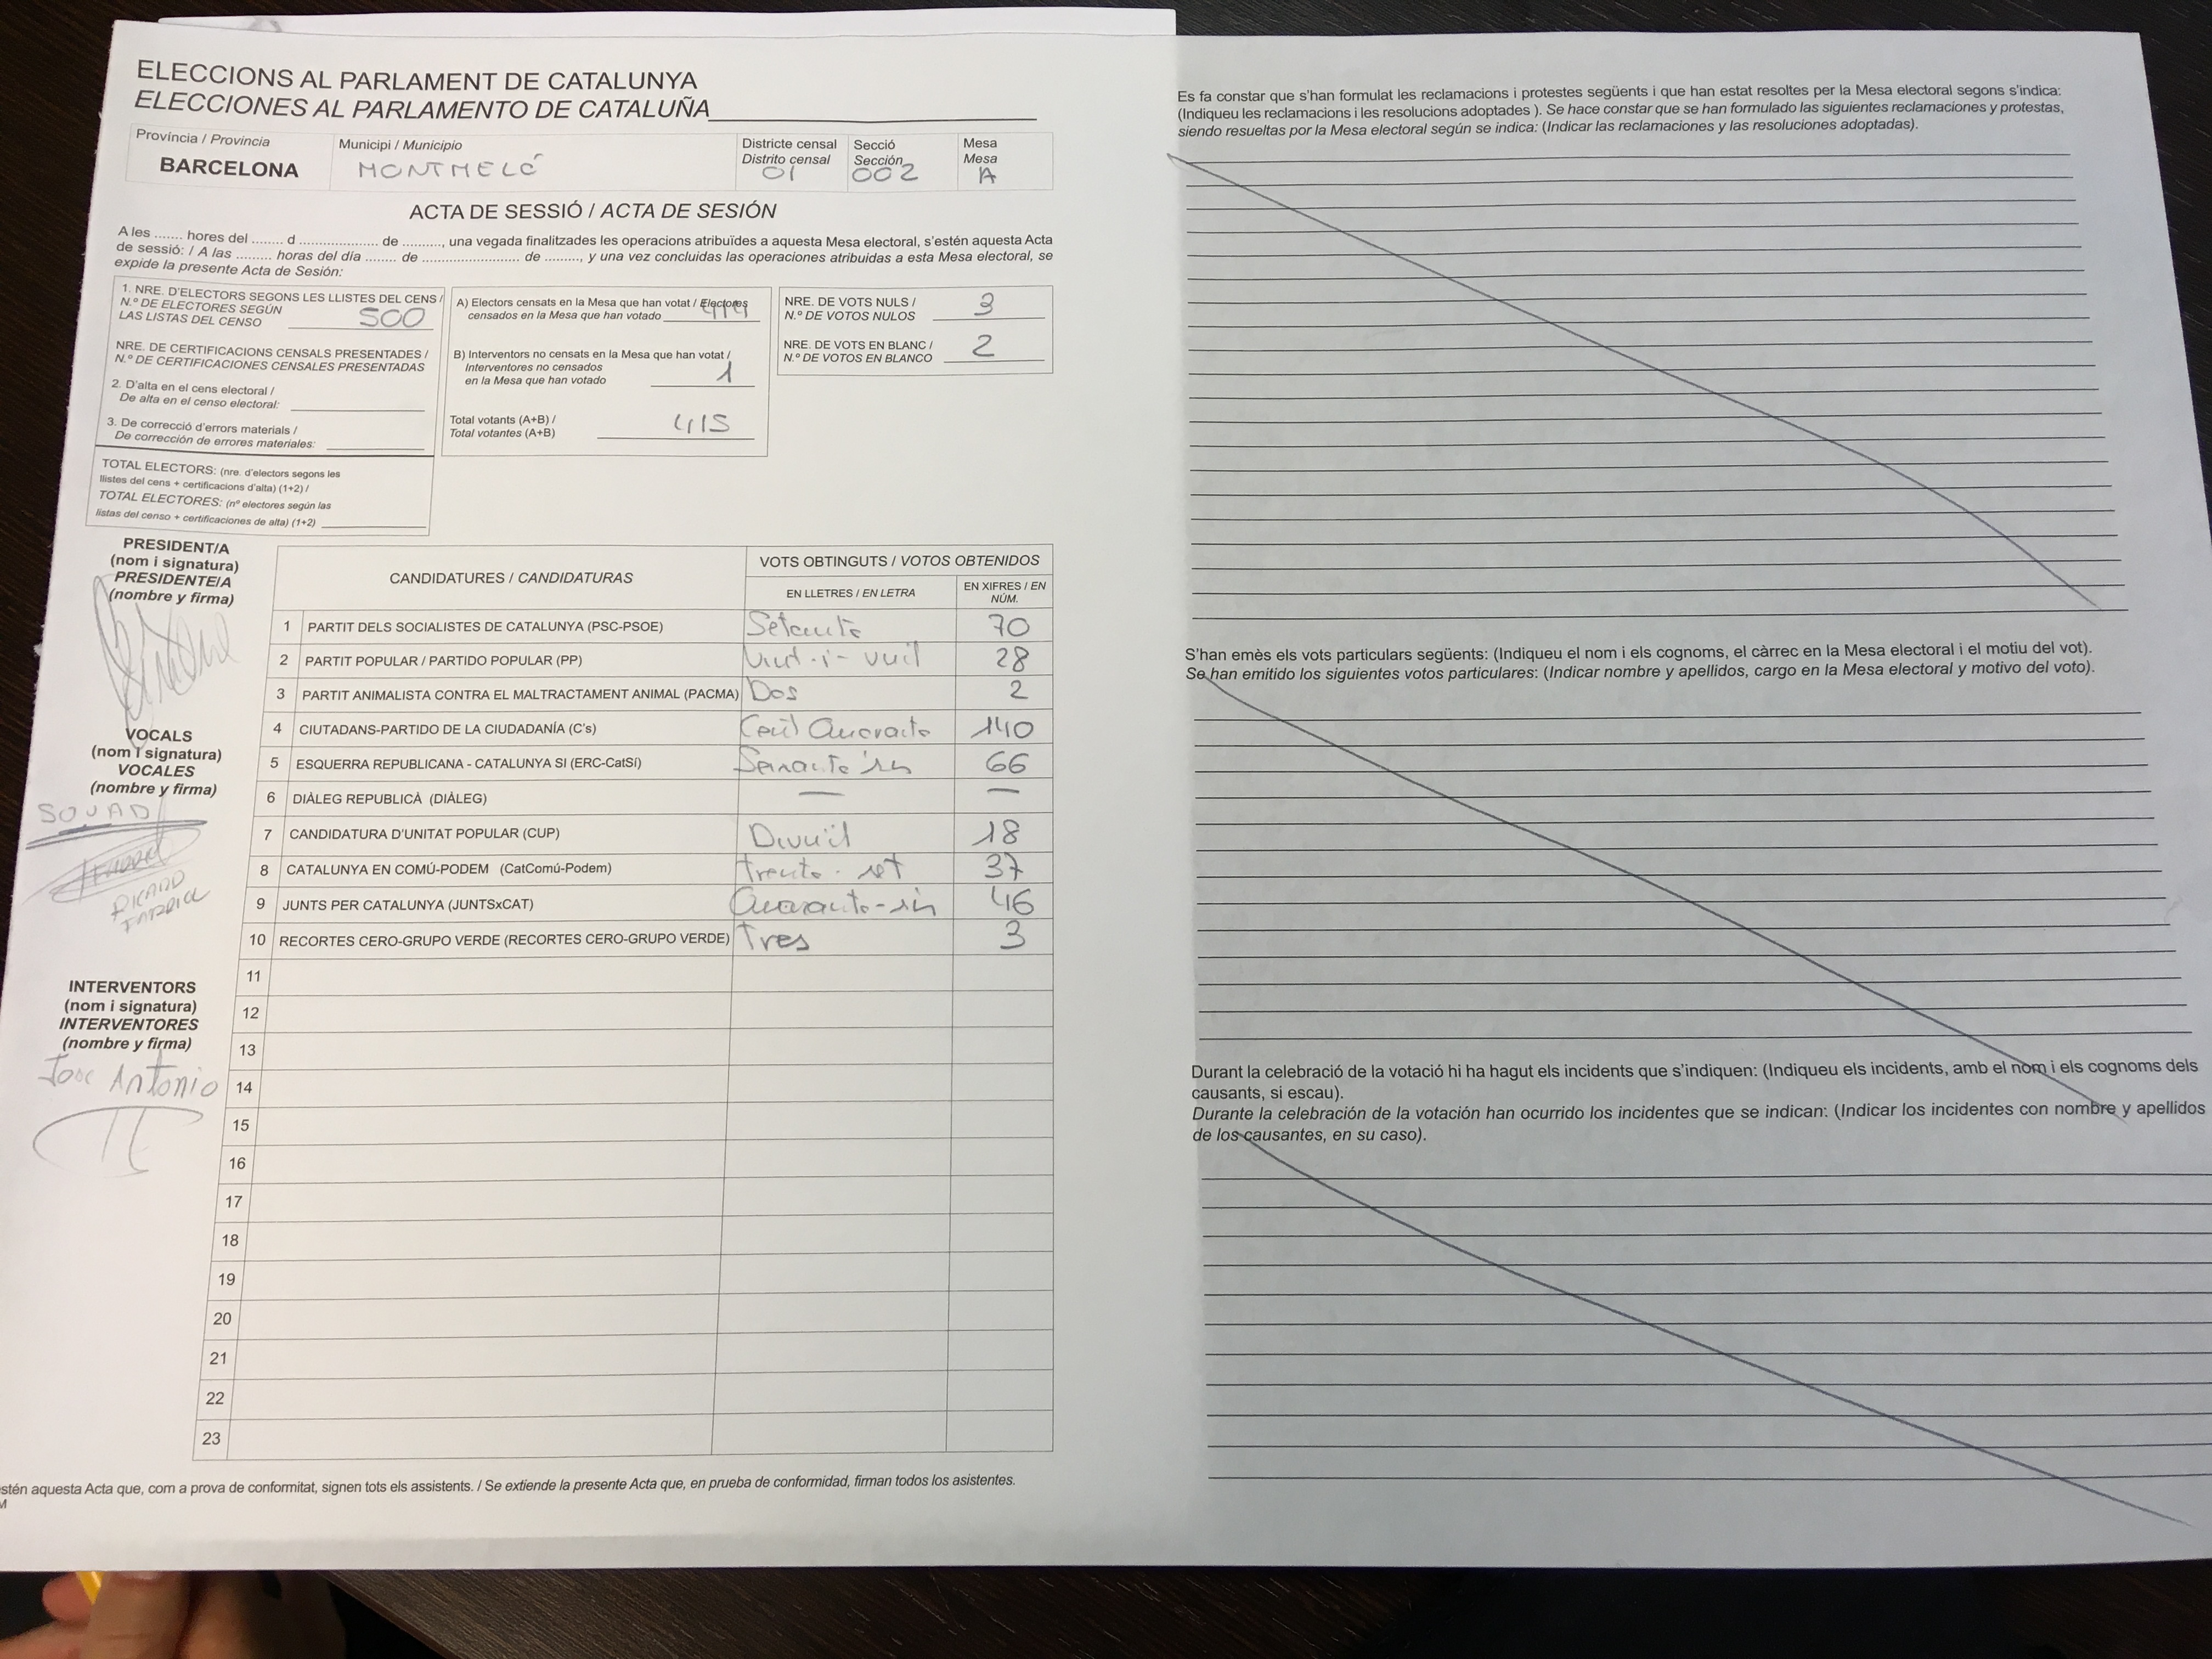 ELECCIONS AL PARLAMENT DE CATALUNYA
ELECCIONES AL PARLAMENTO DE CATALUÑA
Província / Provincia
BARCELONA
Municipi / Municipio
MONTMELÓ
Districte censal
Distrito censal
01
Secció
Sección
002
Mesa
Mesa
A
ACTA DE SESSIÓ / ACTA DE SESIÓN
A les ........ hores del ........ d .................... de ........, una vegada finalitzades les operacions atribuïdes a aquesta Mesa electoral, s'estén aquesta Acta
de sessió: / A las ........ horas del día ........ de .................... de ........, y una vez concluidas las operaciones atribuidas a esta Mesa electoral, se
expide la presente Acta de Sesión:
1. NRE. D'ELECTORS SEGONS LES LLISTES DEL CENS /
N.º DE ELECTORES SEGÚN
LAS LISTAS DEL CENSO 500
NRE. DE CERTIFICACIONS CENSALS PRESENTADES /
N.º DE CERTIFICACIONES CENSALES PRESENTADAS
2. D'alta en el cens electoral /
De alta en el censo electoral:
3. De correcció d'errors materials /
De corrección de errores materiales:
TOTAL ELECTORS: (nre. d'electors segons les
llistes del cens + certificacions d'alta) (1+2) /
TOTAL ELECTORES: (nº electores según las
listas del censo + certificaciones de alta) (1+2)
A) Electors censats en la Mesa que han votat / Electores
censados en la Mesa que han votado
B) Interventors no censats en la Mesa que han votat /
Interventores no censados
en la Mesa que han votado 1
Total votants (A+B) /
Total votantes (A+B) 415
NRE. DE VOTS NULS /
N.º DE VOTOS NULOS 3
NRE. DE VOTS EN BLANC /
N.º DE VOTOS EN BLANCO 2
PRESIDENT/A
(nom i signatura)
PRESIDENTE/A
(nombre y firma)
VOCALS
(nom i signatura)
VOCALES
(nombre y firma)
INTERVENTORS
(nom i signatura)
INTERVENTORES
(nombre y firma)
Jose Antonio
CANDIDATURES / CANDIDATURAS
VOTS OBTINGUTS / VOTOS OBTENIDOS
EN LLETRES / EN LETRA
EN XIFRES / EN NÚM.
1 PARTIT DELS SOCIALISTES DE CATALUNYA (PSC-PSOE) Setanta 70
2 PARTIT POPULAR / PARTIDO POPULAR (PP) Vint-i-vuit 28
3 PARTIT ANIMALISTA CONTRA EL MALTRACTAMENT ANIMAL (PACMA) Dos 2
4 CIUTADANS-PARTIDO DE LA CIUDADANÍA (C's) 140
5 ESQUERRA REPUBLICANA - CATALUNYA SI (ERC-CatSí) 66
6 DIÀLEG REPUBLICÀ (DIÀLEG) — —
7 CANDIDATURA D'UNITAT POPULAR (CUP) Divuit 18
8 CATALUNYA EN COMÚ-PODEM (CatComú-Podem) Trenta-set 37
9 JUNTS PER CATALUNYA (JUNTSxCAT) 46
10 RECORTES CERO-GRUPO VERDE (RECORTES CERO-GRUPO VERDE) Tres 3
11
12
13
14
15
16
17
18
19
20
21
22
23
stén aquesta Acta que, com a prova de conformitat, signen tots els assistents. / Se extiende la presente Acta que, en prueba de conformidad, firman todos los asistentes.
Es fa constar que s'han formulat les reclamacions i protestes següents i que han estat resoltes per la Mesa electoral segons s'indica:
(Indiqueu les reclamacions i les resolucions adoptades ). Se hace constar que se han formulado las siguientes reclamaciones y protestas,
siendo resueltas por la Mesa electoral según se indica: (Indicar las reclamaciones y las resoluciones adoptadas).
S'han emès els vots particulars següents: (Indiqueu el nom i els cognoms, el càrrec en la Mesa electoral i el motiu del vot).
Se han emitido los siguientes votos particulares: (Indicar nombre y apellidos, cargo en la Mesa electoral y motivo del voto).
Durant la celebració de la votació hi ha hagut els incidents que s'indiquen: (Indiqueu els incidents, amb el nom i els cognoms dels
causants, si escau).
Durante la celebración de la votación han ocurrido los incidentes que se indican: (Indicar los incidentes con nombre y apellidos
de los causantes, en su caso).